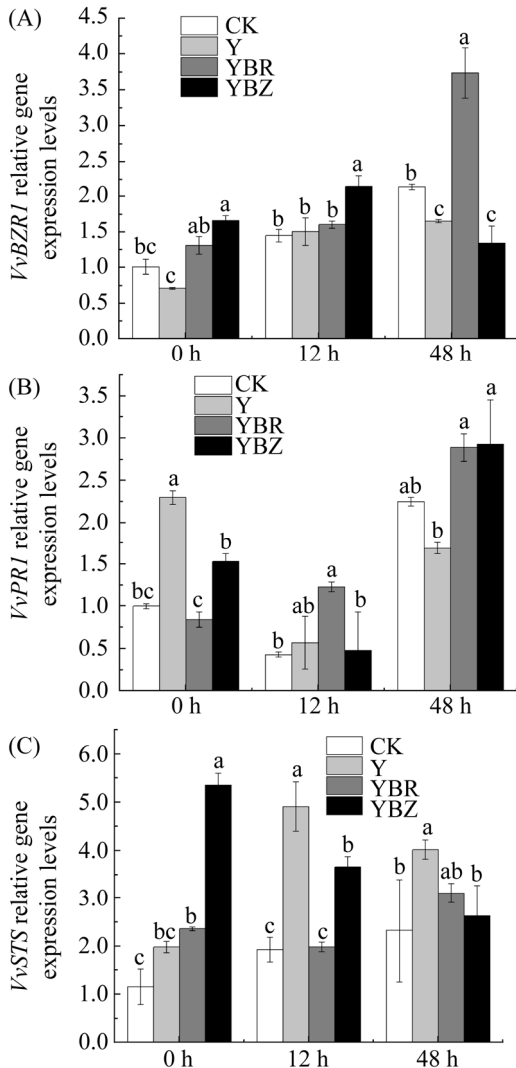 (A)
VvBZR1 relative gene
expression levels
4.5
4.0
3.5
3.0
2.5
2.0
1.5
1.0
0.5
0.0
CK
Y
YBR
YBZ
bc
c
ab
a
b
b
b
a
b
c
a
c
0 h
12 h
48 h
(B)
VvPR1 relative gene
expression levels
3.5
3.0
2.5
2.0
1.5
1.0
0.5
0.0
CK
Y
YBR
YBZ
bc
a
c
b
b
ab
a
b
ab
b
a
a
0 h
12 h
48 h
(C)
VvSTS relative gene
expression levels
6.0
5.0
4.0
3.0
2.0
1.0
0.0
CK
Y
YBR
YBZ
c
bc
b
a
c
a
c
b
b
a
ab
b
0 h
12 h
48 h